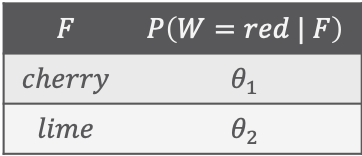 F P(W = red | F)
cherry θ₁
lime θ₂